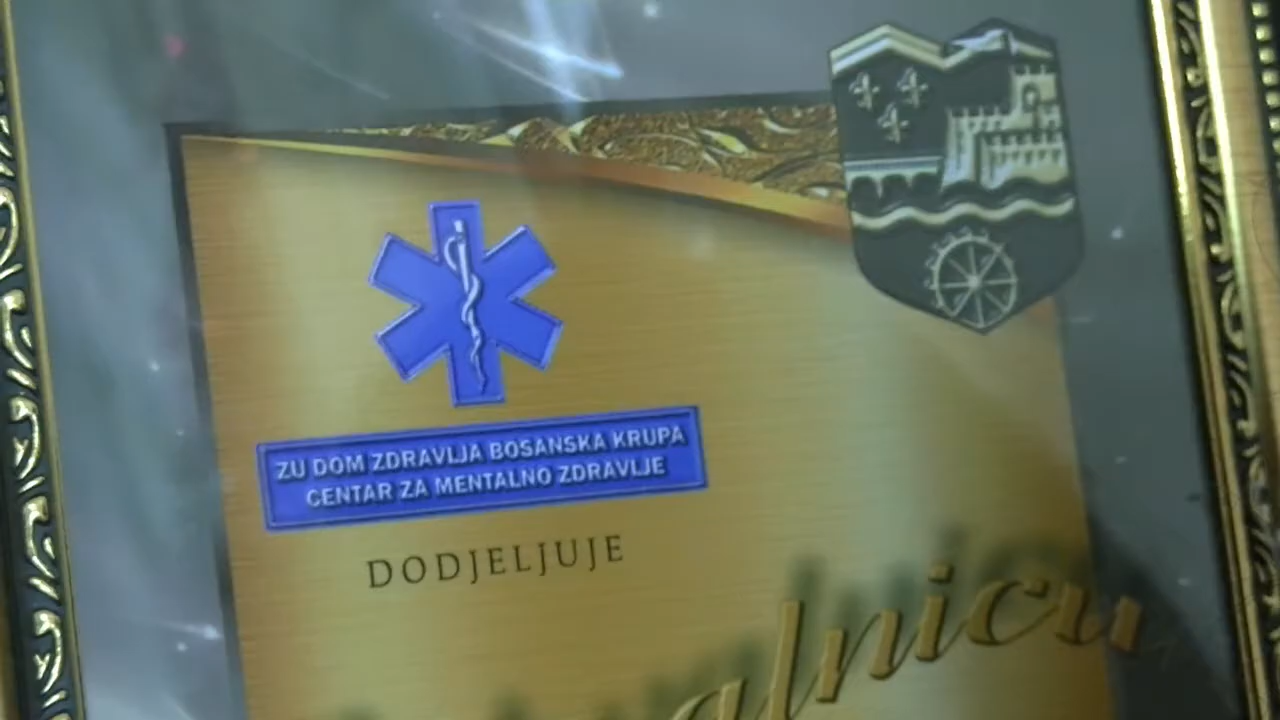 ZU DOM ZDRAVLJA BOSANSKA KRUPA
CENTAR ZA MENTALNO ZDRAVLJE
DODJELJUJE